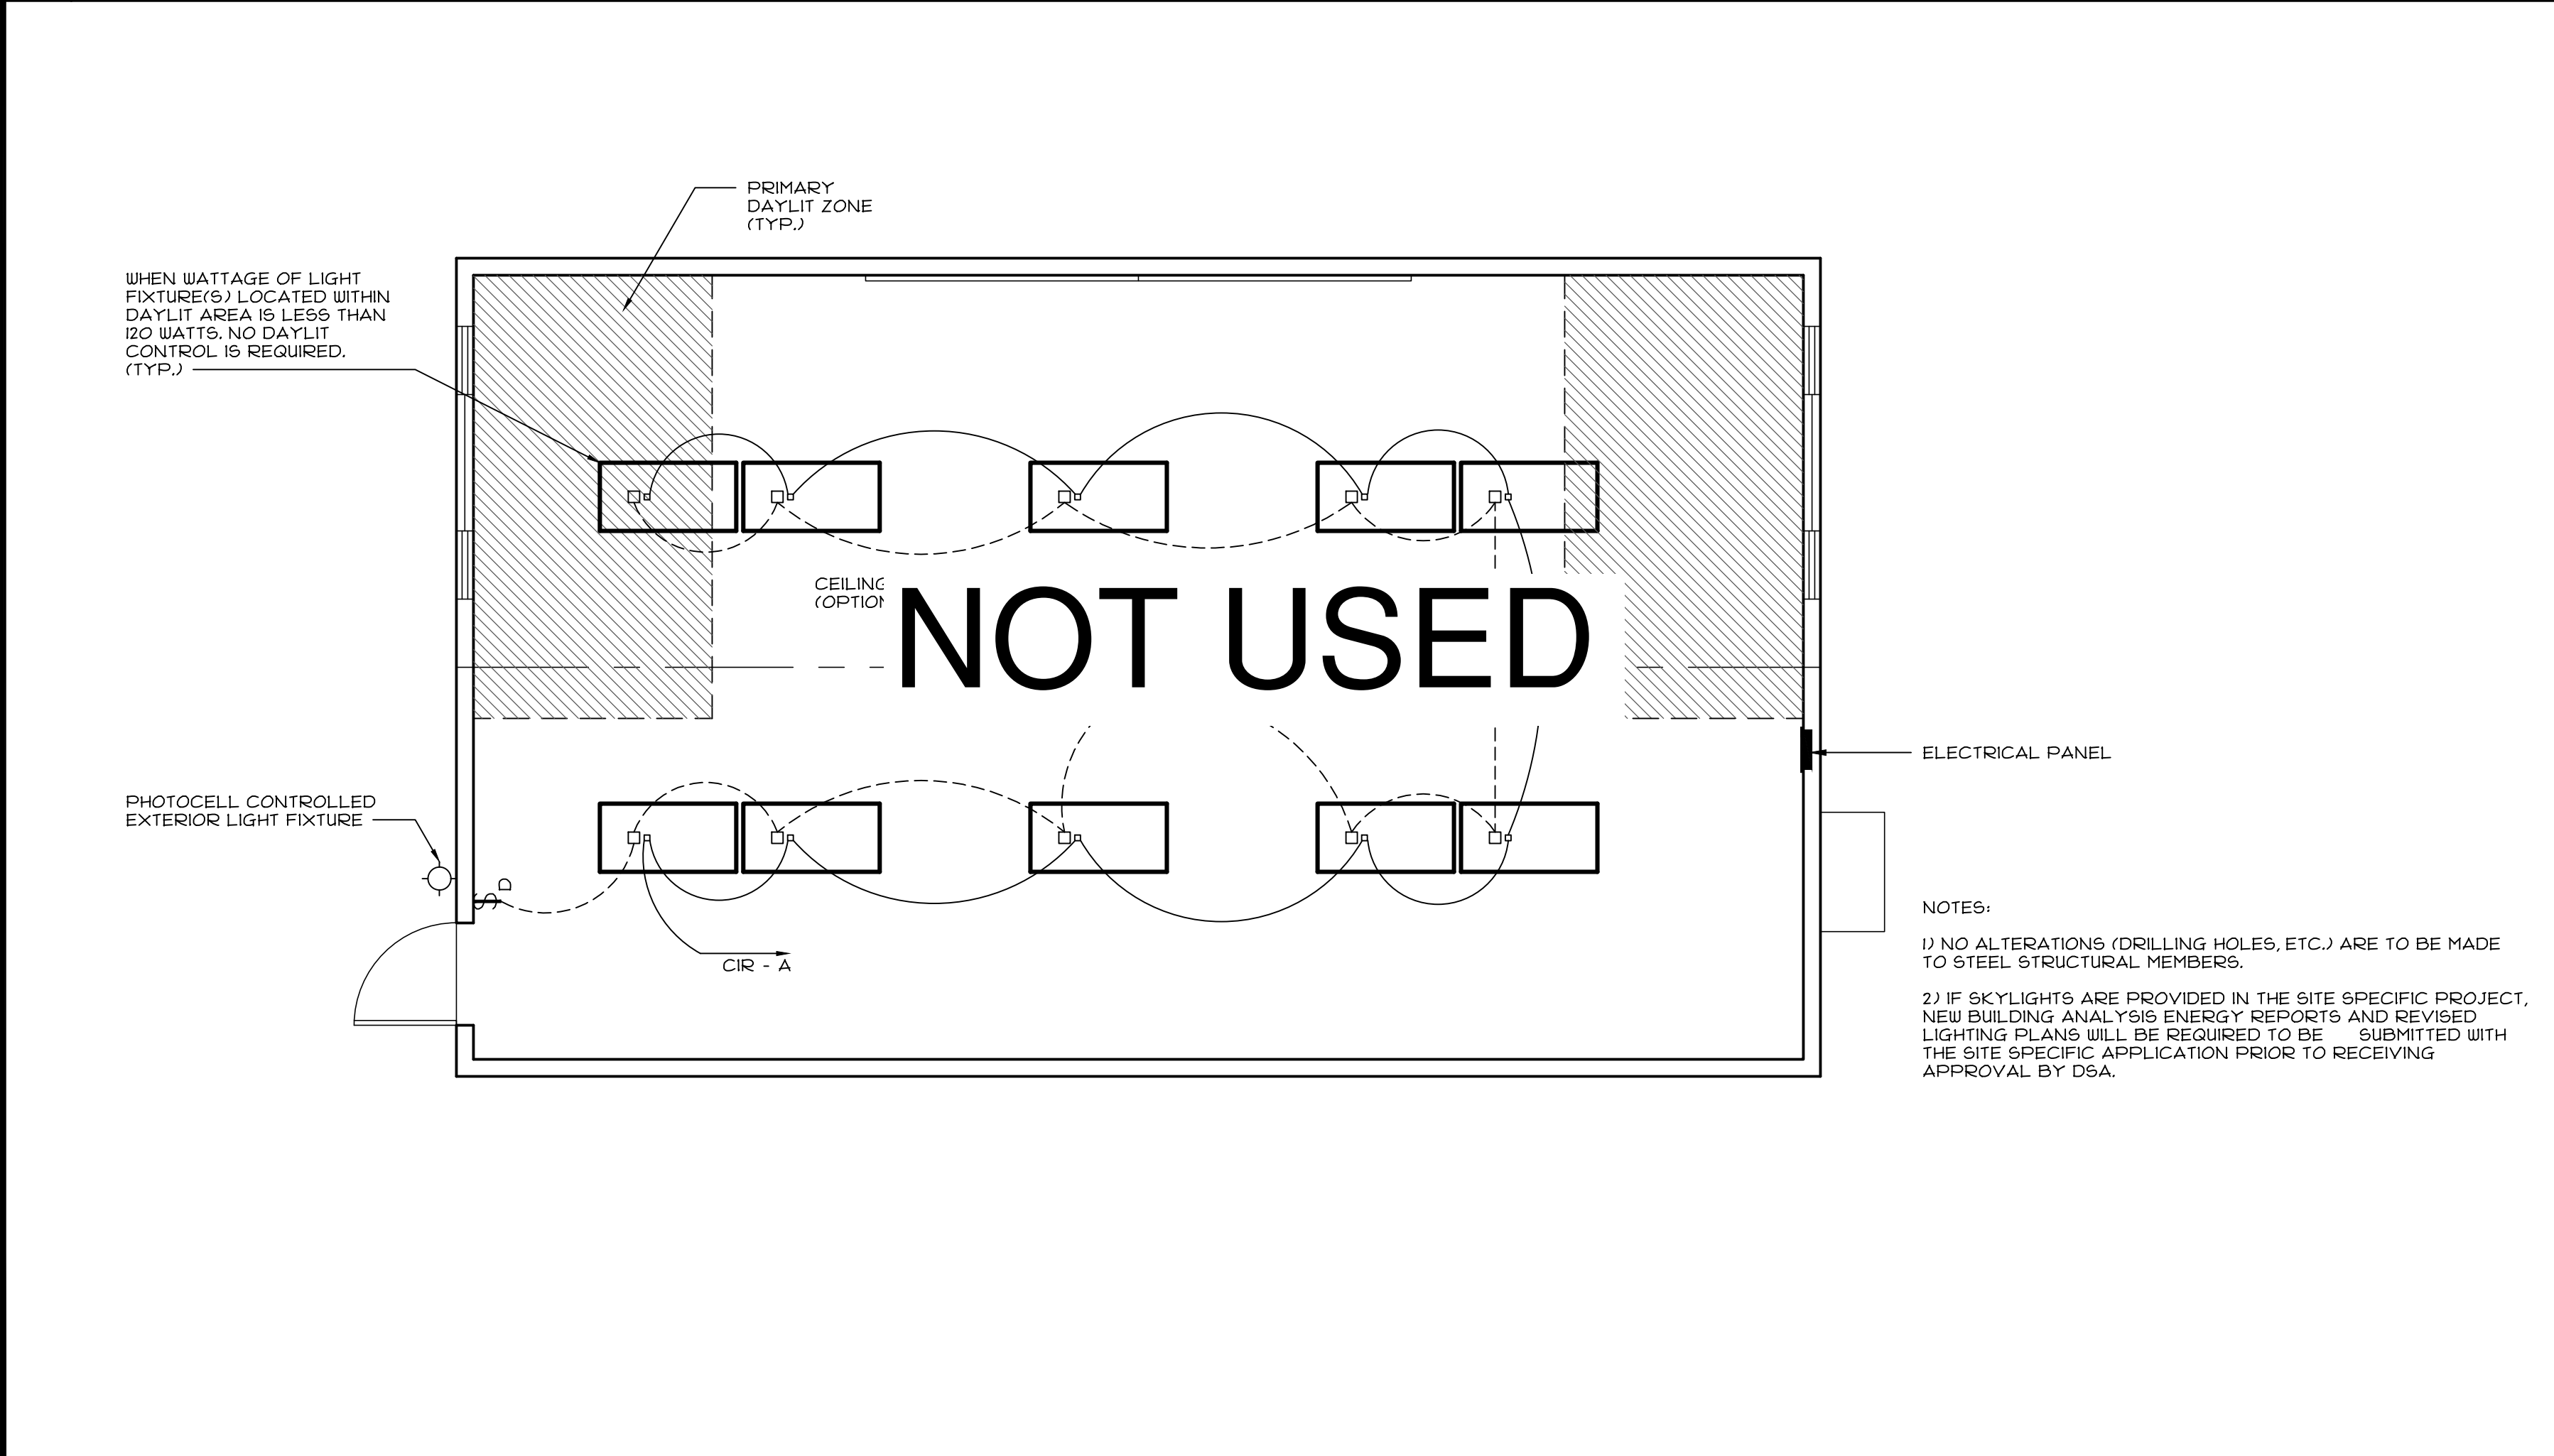 PRIMARY
DAYLIT ZONE
(TYP.)
WHEN WATTAGE OF LIGHT
FIXTURE(S) LOCATED WITHIN
DAYLIT AREA IS LESS THAN
120 WATTS. NO DAYLIT
CONTROL IS REQUIRED.
(TYP.)
CEILING
(OPTION
NOT USED
ELECTRICAL PANEL
PHOTOCELL CONTROLLED
EXTERIOR LIGHT FIXTURE
S D
CIR - A
NOTES:
1) NO ALTERATIONS (DRILLING HOLES, ETC.) ARE TO BE MADE
TO STEEL STRUCTURAL MEMBERS.
2) IF SKYLIGHTS ARE PROVIDED IN THE SITE SPECIFIC PROJECT,
NEW BUILDING ANALYSIS ENERGY REPORTS AND REVISED
LIGHTING PLANS WILL BE REQUIRED TO BE SUBMITTED WITH
THE SITE SPECIFIC APPLICATION PRIOR TO RECEIVING
APPROVAL BY DSA.